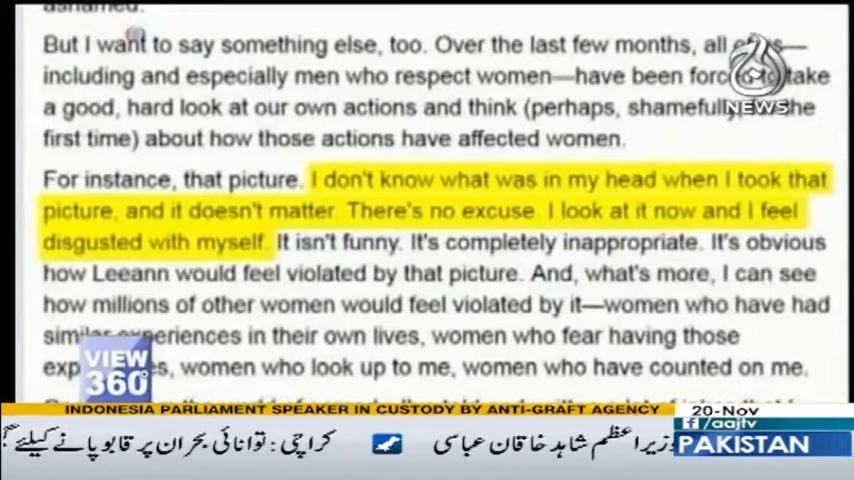 ashamed.
But I want to say something else, too. Over the last few months, all of us—
including and especially men who respect women—have been forced to take
a good, hard look at our own actions and think (perhaps, shamefully, the
first time) about how those actions have affected women.
For instance, that picture. I don't know what was in my head when I took that
picture, and it doesn't matter. There's no excuse. I look at it now and I feel
disgusted with myself. It isn't funny. It's completely inappropriate. It's obvious
how Leeann would feel violated by that picture. And, what's more, I can see
how millions of other women would feel violated by it—women who have had
similar experiences in their own lives, women who fear having those
women who look up to me, women who have counted on me.
NEWS
VIEW
360°
INDONESIA PARLIAMENT SPEAKER IN CUSTODY BY ANTI-GRAFT AGENCY
20-Nov
f /aajtv
PAKISTAN
وزیراعظم شاہد خاقان عباسی
کراچی: توانائی بحران پر قابو پانے کیلئے